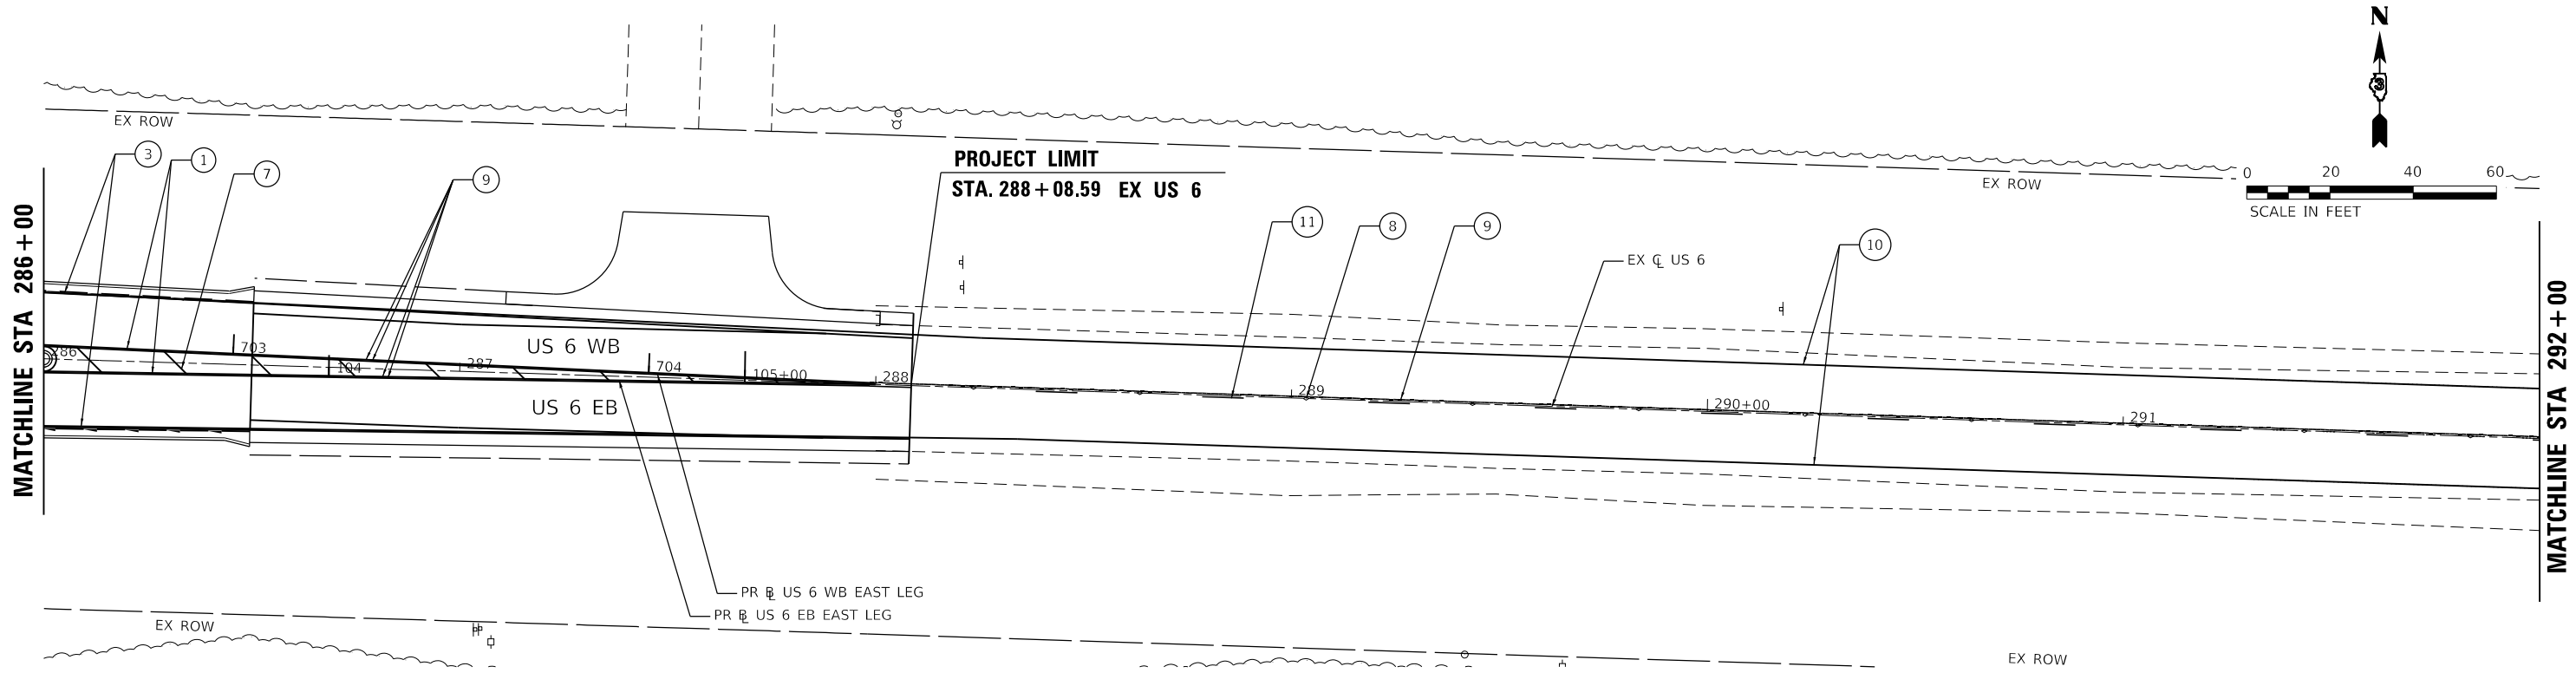 N
3
EX ROW
3
1
7
9
PROJECT LIMIT
STA. 288+08.59 EX US 6
EX ROW
0 20 40 60
SCALE IN FEET
11
8
9
10
EX ℄ US 6
MATCHLINE STA 286+00
286
703
104
287
US 6 WB
704
105+00
288
289
290+00
291
US 6 EB
MATCHLINE STA 292+00
PR BL US 6 WB EAST LEG
PR BL US 6 EB EAST LEG
EX ROW
EX ROW